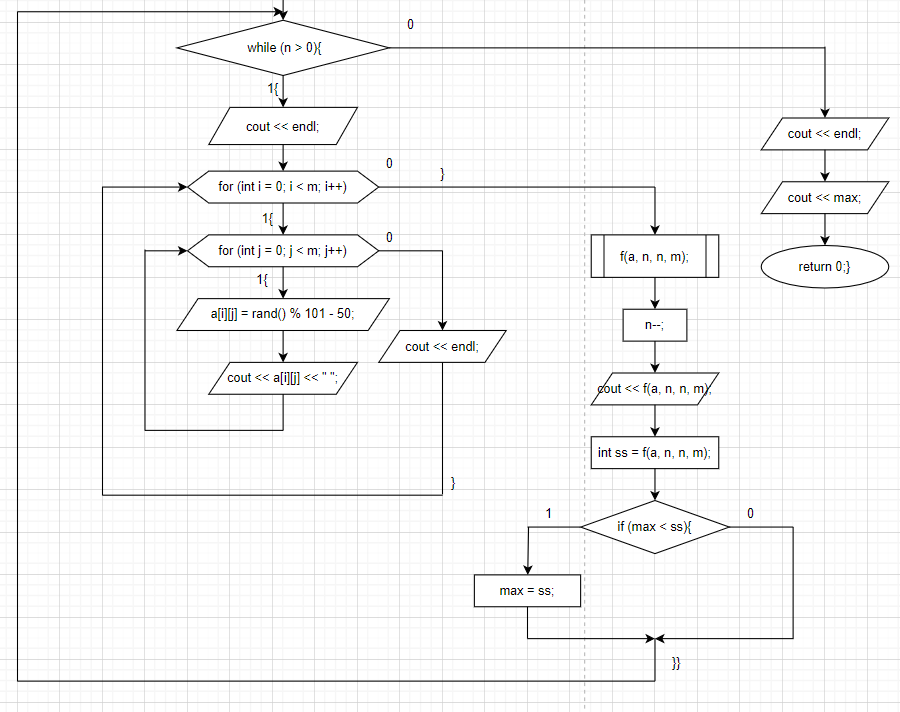 0
while (n > 0){
1{
cout << endl;
0
for (int i = 0; i < m; i++)
}
1{
for (int j = 0; j < m; j++)
0
1{
a[i][j] = rand() % 101 - 50;
cout << endl;
cout << a[i][j] << " ";
}
f(a, n, n, m);
n--;
cout << f(a, n, n, m);
int ss = f(a, n, n, m);
1
if (max < ss){
0
max = ss;
}}
cout << endl;
cout << max;
return 0;}